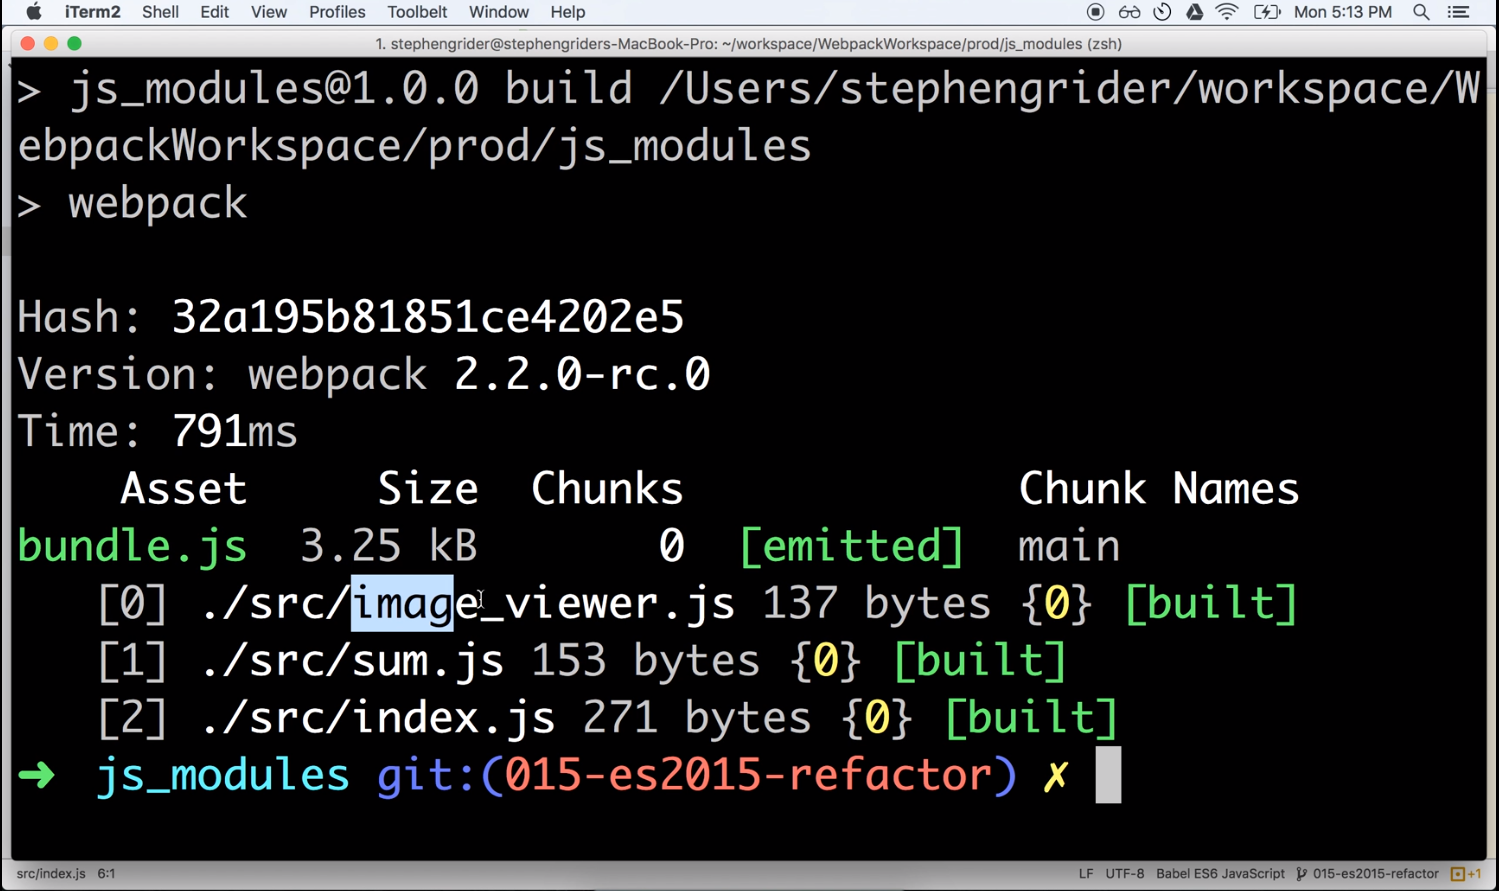 iTerm2 Shell Edit View Profiles Toolbelt Window Help Mon 5:13 PM
1. stephengrider@stephengriders-MacBook-Pro: ~/workspace/WebpackWorkspace/prod/js_modules (zsh)
> js_modules@1.0.0 build /Users/stephengrider/workspace/W
ebpackWorkspace/prod/js_modules
> webpack
Hash: 32a195b81851ce4202e5
Version: webpack 2.2.0-rc.0
Time: 791ms
Asset Size Chunks Chunk Names
bundle.js 3.25 kB 0 [emitted] main
[0] ./src/image_viewer.js 137 bytes {0} [built]
[1] ./src/sum.js 153 bytes {0} [built]
[2] ./src/index.js 271 bytes {0} [built]
➜ js_modules git:(015-es2015-refactor) ✗
src/index.js 6:1 LF UTF-8 Babel ES6 JavaScript 015-es2015-refactor +1